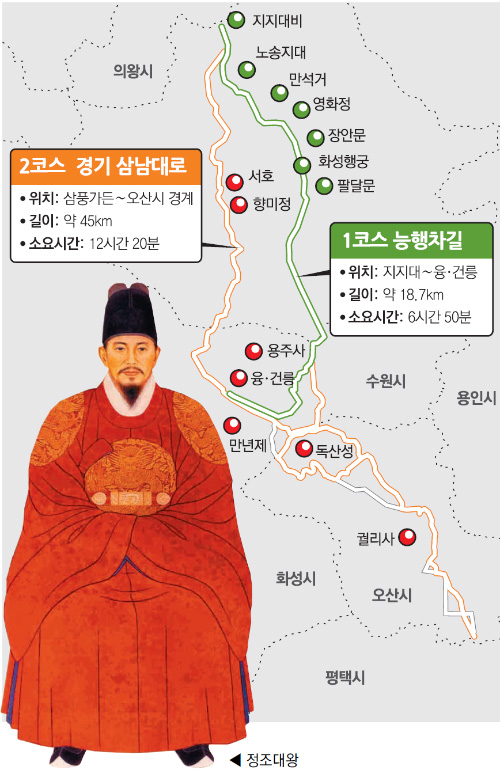 지지대비
노송지대
의왕시
만석거
영화정
장안문
화성행궁
팔달문
2코스 경기 삼남대로
• 위치: 삼풍가든～오산시 경계
• 길이: 약 45km
• 소요시간: 12시간 20분
서호
향미정
1코스 능행차길
• 위치: 지지대～융·건릉
• 길이: 약 18.7km
• 소요시간: 6시간 50분
용주사
융·건릉
수원시
용인시
만년제
독산성
궐리사
화성시
오산시
평택시
◀ 정조대왕